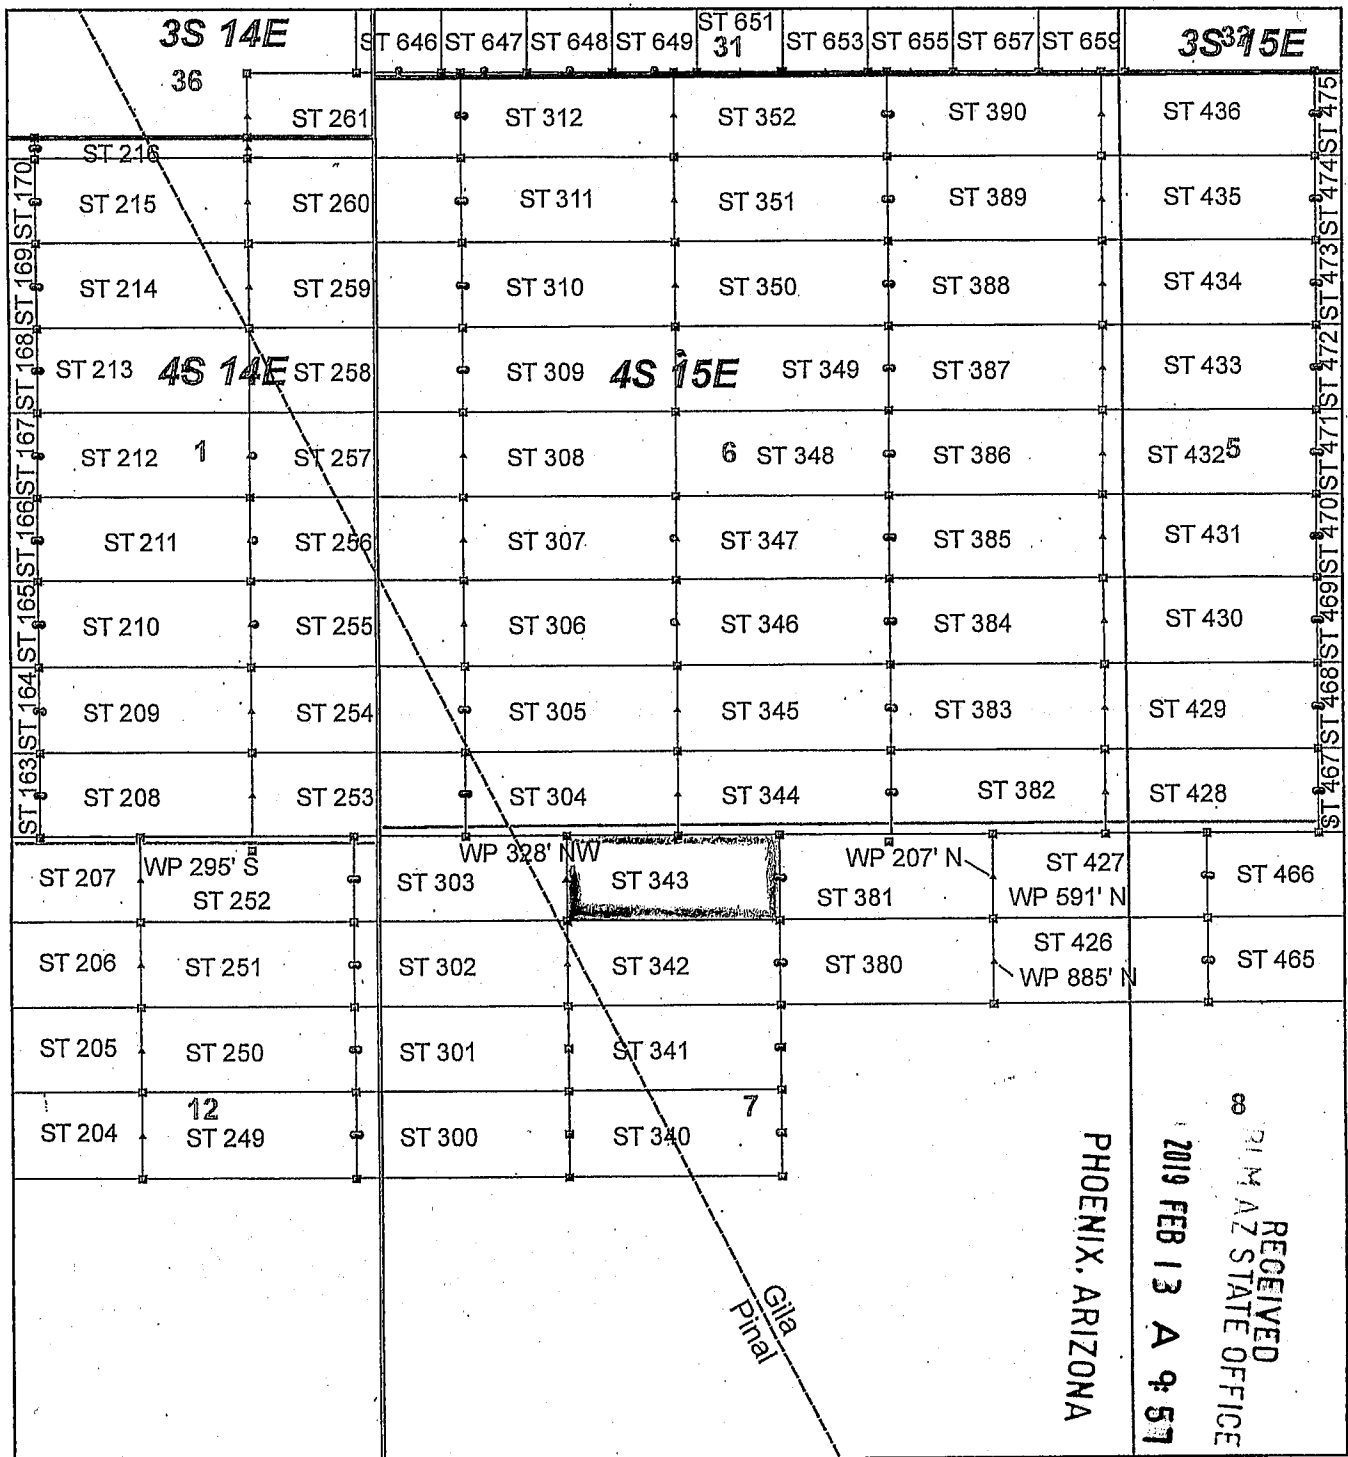 3S 14E
ST 646 ST 647 ST 648 ST 649 ST 651 ST 653 ST 655 ST 657 ST 659
31
3S 15E
32
36
ST 261 ST 312 ST 352 ST 390 ST 436 ST 475
ST 216
ST 170 ST 215 ST 260 ST 311 ST 351 ST 389 ST 435 ST 474
ST 169 ST 214 ST 259 ST 310 ST 350 ST 388 ST 434 ST 473
ST 168 ST 213 4S 14E ST 258 ST 309 4S 15E ST 349 ST 387 ST 433 ST 472
ST 167 ST 212 1 ST 257 ST 308 6 ST 348 ST 386 ST 432 5 ST 471
ST 166 ST 211 ST 256 ST 307 ST 347 ST 385 ST 431 ST 470
ST 165 ST 210 ST 255 ST 306 ST 346 ST 384 ST 430 ST 469
ST 164 ST 209 ST 254 ST 305 ST 345 ST 383 ST 429 ST 468
ST 163 ST 208 ST 253 ST 304 ST 344 ST 382 ST 428 ST 467
WP 295' S WP 328' NW WP 207' N ST 427
ST 207 ST 252 ST 303 ST 343 ST 381 WP 591' N ST 466
ST 206 ST 251 ST 302 ST 342 ST 380 ST 426 ST 465
WP 885' N
ST 205 ST 250 ST 301 ST 341
12 7 8
ST 204 ST 249 ST 300 ST 340
Gila
Pinal
RECEIVED
BLM AZ STATE OFFICE
2019 FEB 13 A 9:57
PHOENIX, ARIZONA